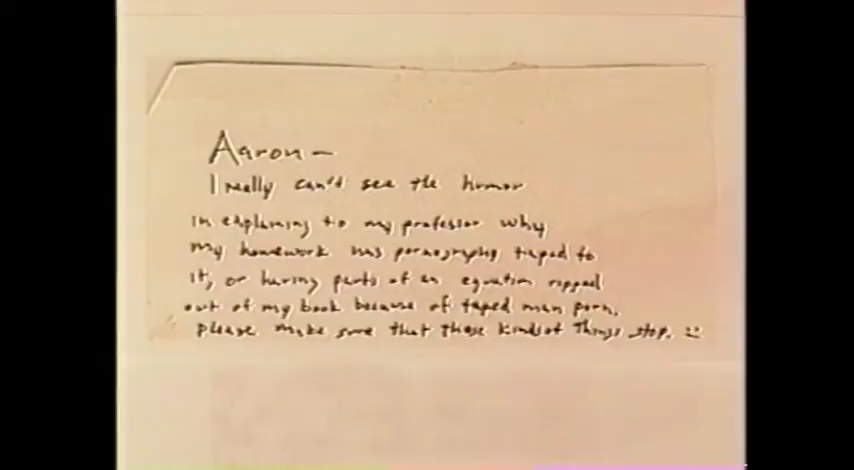 Aaron –
I really can't see the humor
in explaining to my professor why
my homework has pornography taped to
it, or having parts of an equation ripped
out of my book because of taped man porn.
Please make sure that these kinds of things stop. :)